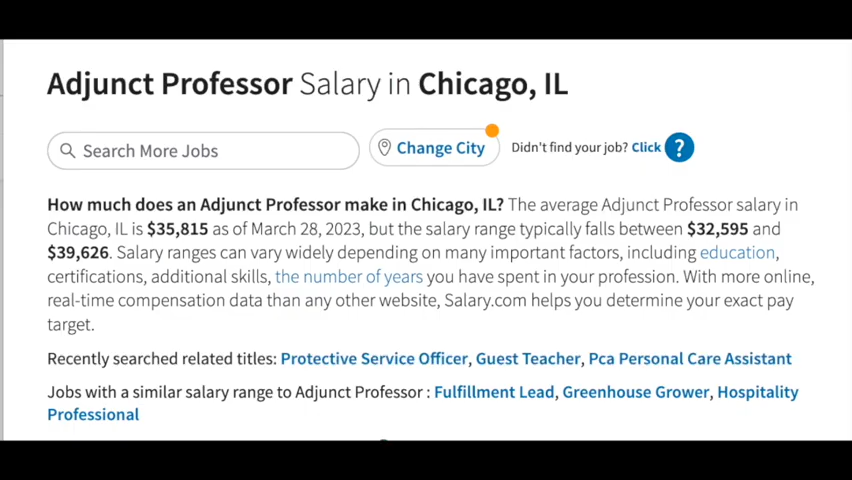 Adjunct Professor Salary in Chicago, IL
Search More Jobs
Change City
Didn't find your job? Click ?
How much does an Adjunct Professor make in Chicago, IL? The average Adjunct Professor salary in
Chicago, IL is $35,815 as of March 28, 2023, but the salary range typically falls between $32,595 and
$39,626. Salary ranges can vary widely depending on many important factors, including education,
certifications, additional skills, the number of years you have spent in your profession. With more online,
real-time compensation data than any other website, Salary.com helps you determine your exact pay
target.
Recently searched related titles: Protective Service Officer, Guest Teacher, Pca Personal Care Assistant
Jobs with a similar salary range to Adjunct Professor : Fulfillment Lead, Greenhouse Grower, Hospitality
Professional